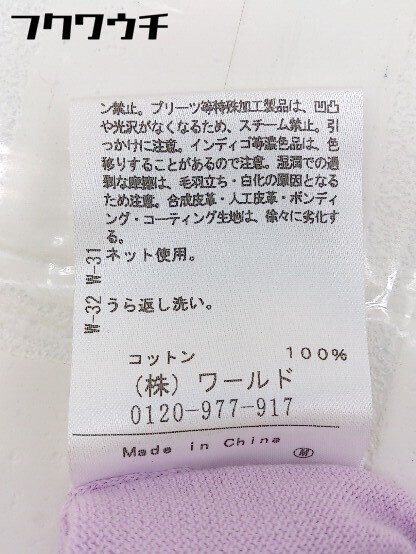 フクワウチ
ン禁止。プリーツ等特殊加工製品は、凹凸
や光沢がなくなるため、スチーム禁止。引
っかけに注意。インディゴ等濃色品は、色
移りすることがあるので注意。湿潤での過
剰な摩擦は、毛羽立ち・白化の原因となる
ため注意。合成皮革・人工皮革・ボンディ
ング・コーティング生地は、徐々に劣化す
る。
W-31
ネット使用。
W-32
うら返し洗い。
コットン 100%
(株) ワールド
0120-977-917
Made in China
耐